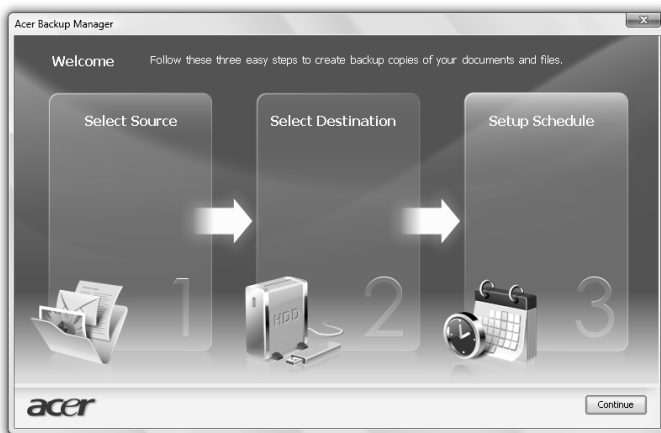 Acer Backup Manager
x
Welcome
Follow these three easy steps to create backup copies of your documents and files.
Select Source
Select Destination
Setup Schedule
1
HDD
2
3
acer
Continue